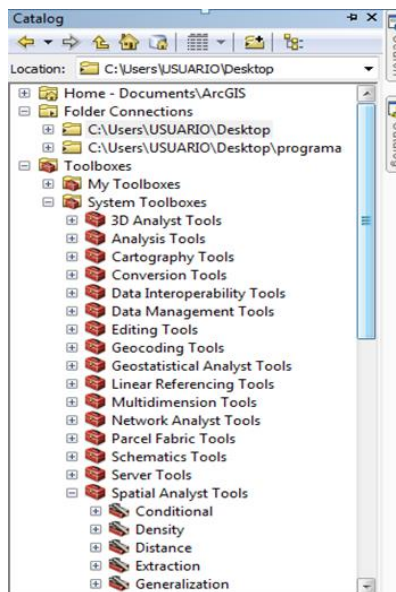 Catalog
Location: C:\Users\USUARIO\Desktop
Home - Documents\ArcGIS
Folder Connections
C:\Users\USUARIO\Desktop
C:\Users\USUARIO\Desktop\programa
Toolboxes
My Toolboxes
System Toolboxes
3D Analyst Tools
Analysis Tools
Cartography Tools
Conversion Tools
Data Interoperability Tools
Data Management Tools
Editing Tools
Geocoding Tools
Geostatistical Analyst Tools
Linear Referencing Tools
Multidimension Tools
Network Analyst Tools
Parcel Fabric Tools
Schematics Tools
Server Tools
Spatial Analyst Tools
Conditional
Density
Distance
Extraction
Generalization